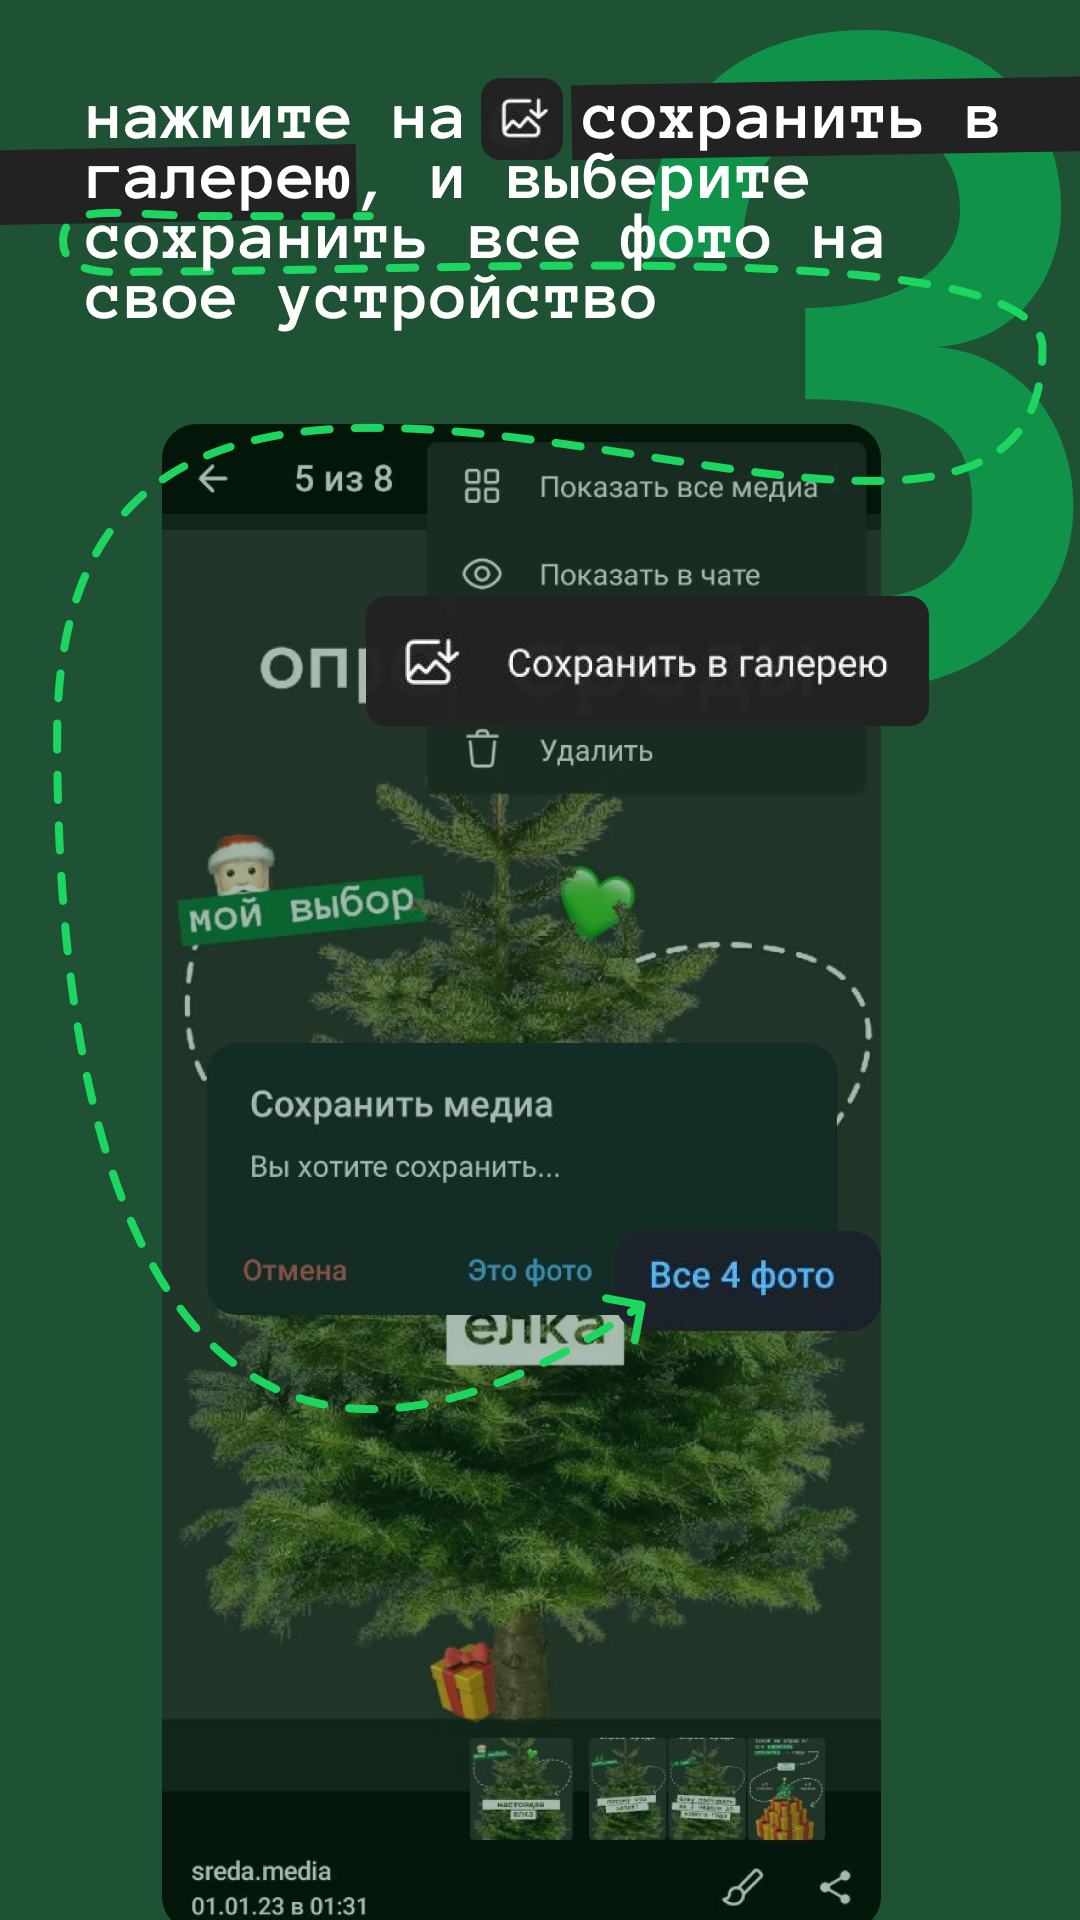 3
нажмите на сохранить в
галерею, и выберите
сохранить все фото на
свое устройство
5 из 8
Показать все медиа
Показать в чате
Сохранить в галерею
Удалить
мой выбор
Сохранить медиа
Вы хотите сохранить...
Отмена
Это фото
Все 4 фото
елка
настоящая
елка
sreda.media
01.01.23 в 01:31